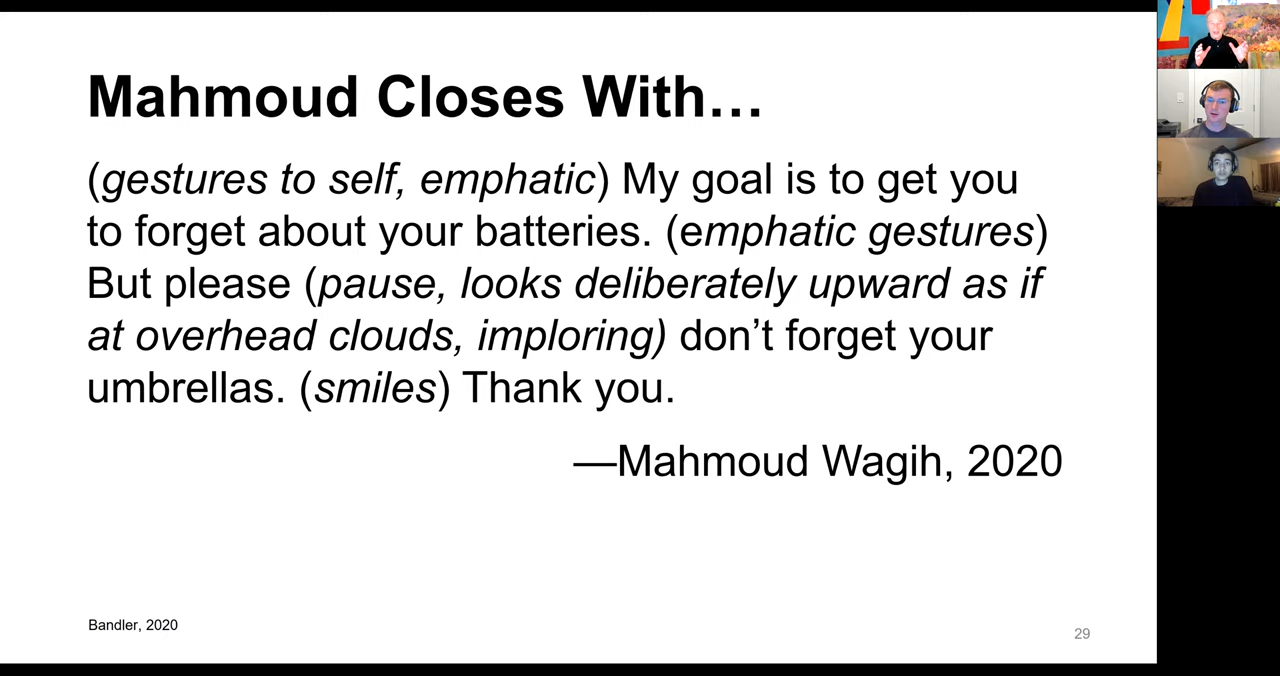 Mahmoud Closes With…
(gestures to self, emphatic) My goal is to get you
to forget about your batteries. (emphatic gestures)
But please (pause, looks deliberately upward as if
at overhead clouds, imploring) don’t forget your
umbrellas. (smiles) Thank you.
—Mahmoud Wagih, 2020
Bandler, 2020
29